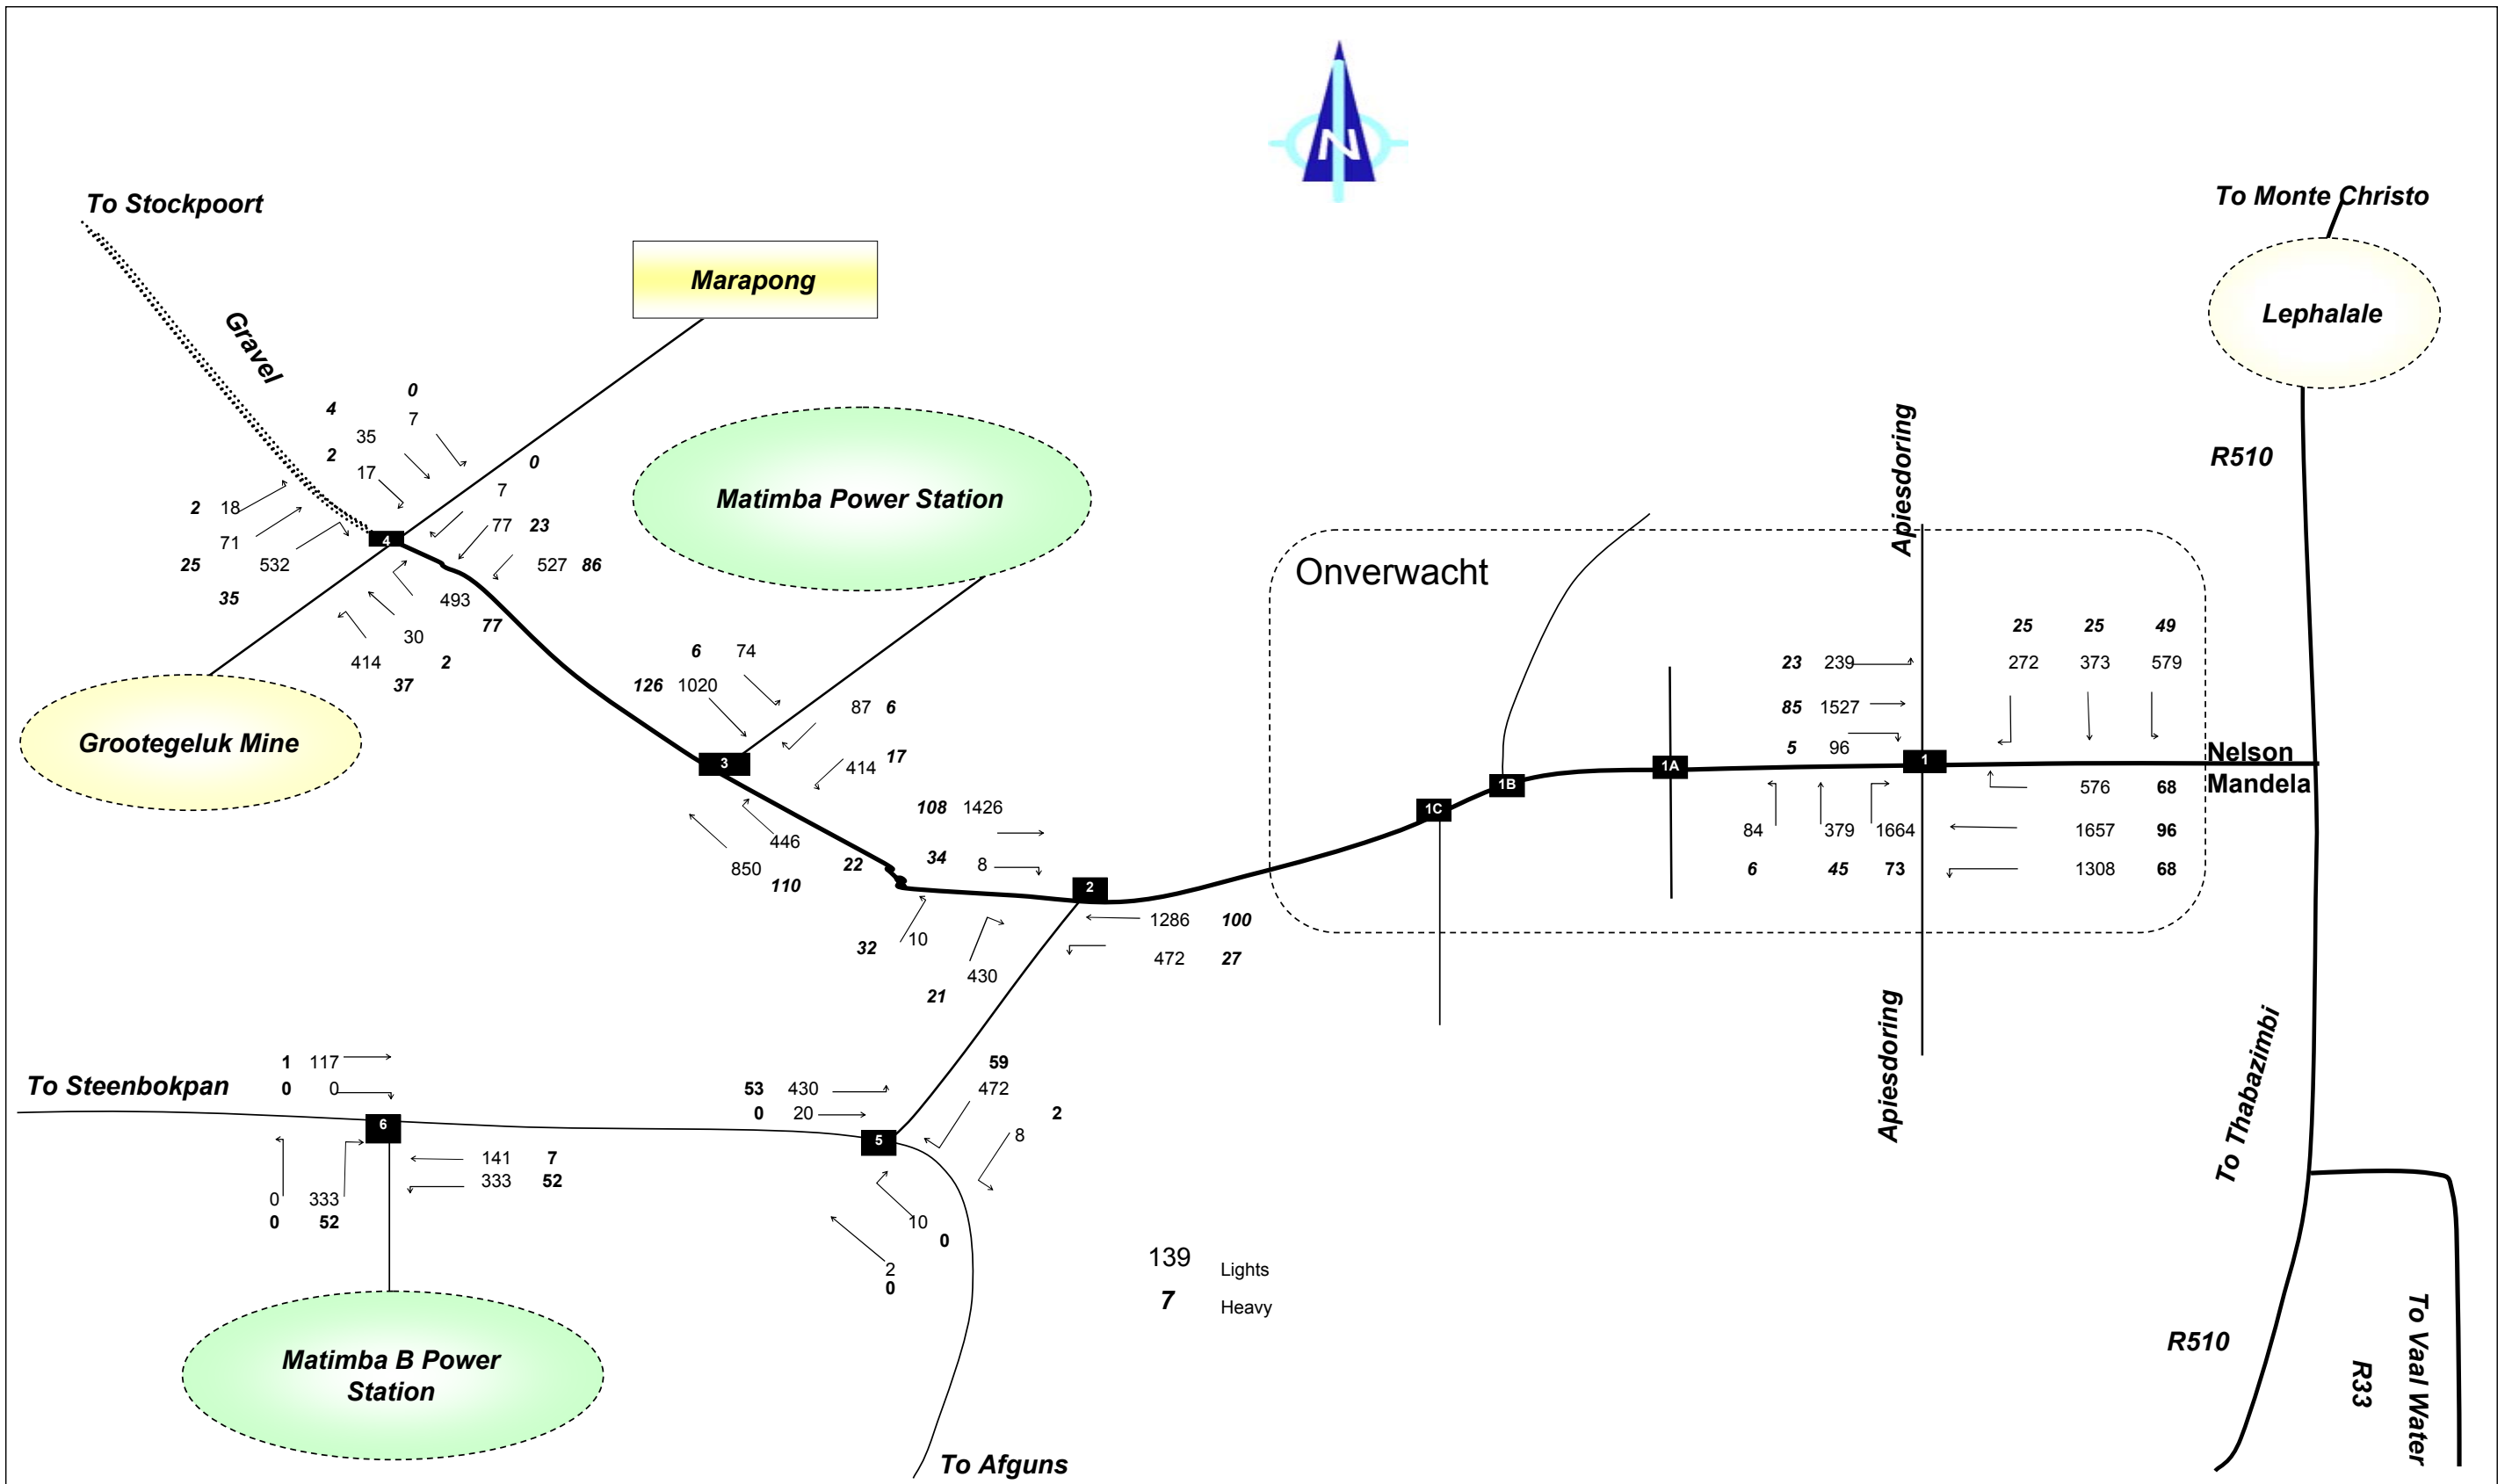 N
To Stockpoort
To Monte Christo
Marapong
Lephalale
Gravel
0
4
7
35
2
17
0
7
2 18
77 23
71
25 532
527 86
35
493
77
30
414 2
37
Matimba Power Station
Grootegeluk Mine
4
6 74
126 1020
87 6
17
414
3
446
850 22
110
108 1426
34 8
2
32 10
430
21
1286 100
472 27
Onverwacht
Apiesdoring
R510
25 25 49
23 239 272 373 579
85 1527
5 96
1C
1B
1A
1
Nelson
Mandela
576 68
84 379 1664 1657 96
6 45 73 1308 68
Apiesdoring
To Thabazimbi
1 117
0 0
To Steenbokpan
59
53 430 472
0 20 2
8
6
5
141 7
333 52
0 333
0 52
10
0
2
0
139 Lights
7 Heavy
Matimba B Power
Station
To Afguns
R510
R33
To Vaal Water